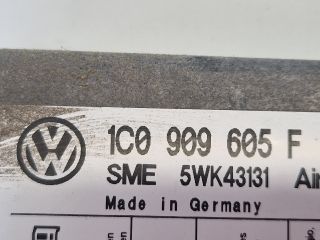 1C0 909 605 F
SME 5WK43131 Air
Made in Germany